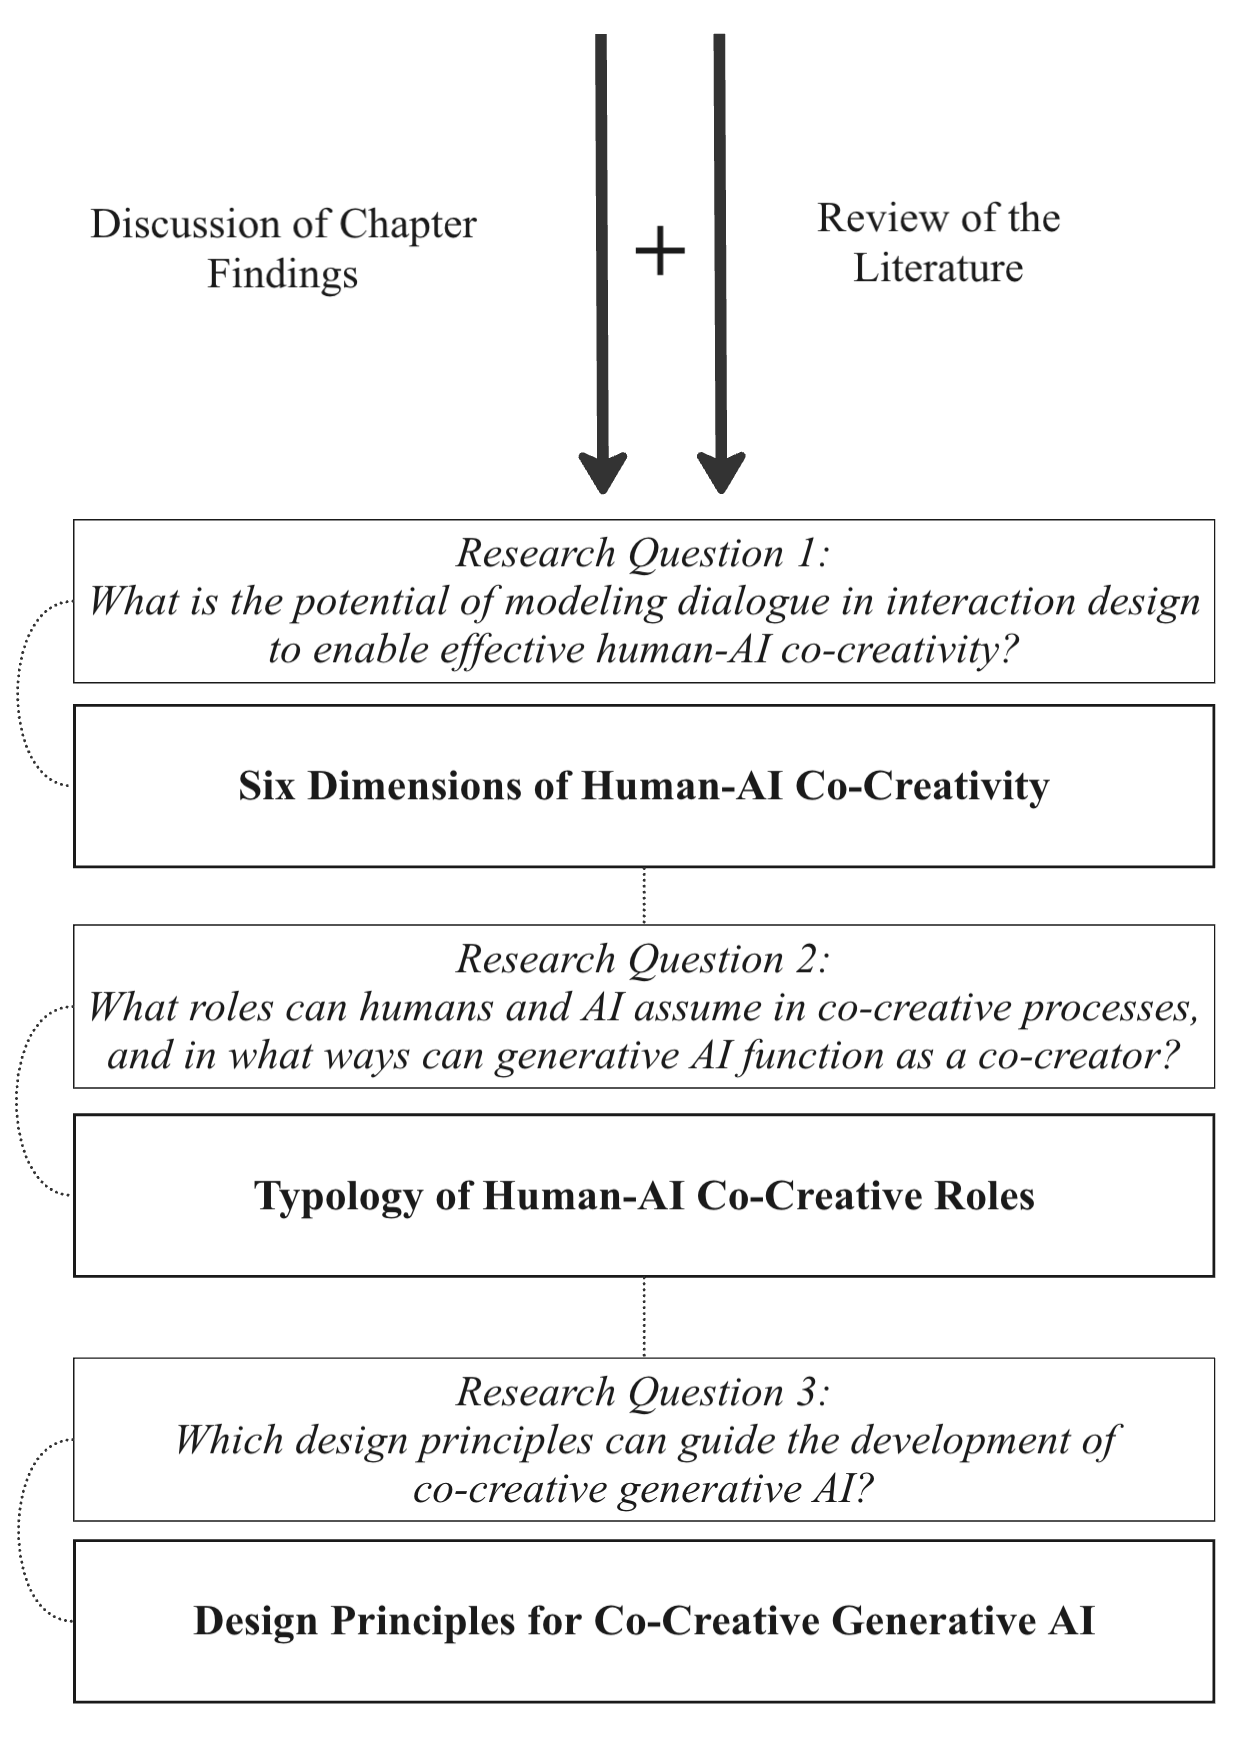 Discussion of Chapter
Findings
+
Review of the
Literature
Research Question 1:
What is the potential of modeling dialogue in interaction design
to enable effective human-AI co-creativity?
Six Dimensions of Human-AI Co-Creativity
Research Question 2:
What roles can humans and AI assume in co-creative processes,
and in what ways can generative AI function as a co-creator?
Typology of Human-AI Co-Creative Roles
Research Question 3:
Which design principles can guide the development of
co-creative generative AI?
Design Principles for Co-Creative Generative AI